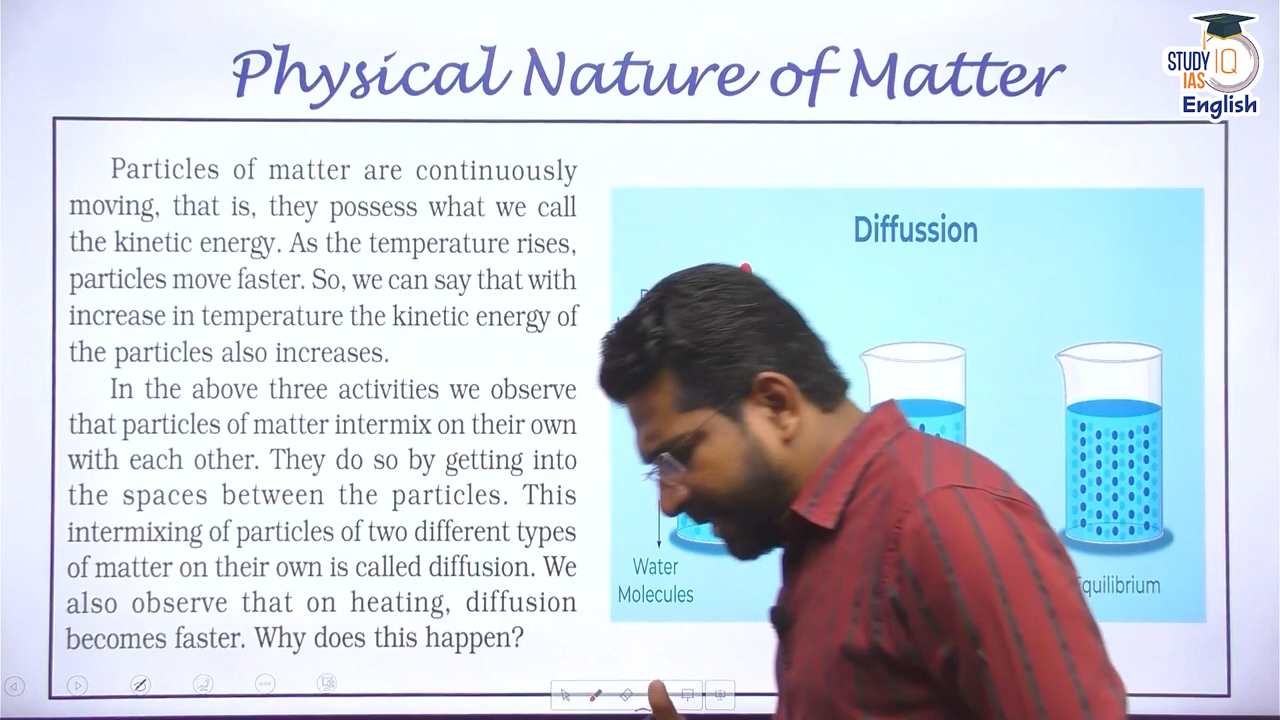 Physical Nature of Matter
STUDY IQ
IAS
English
Particles of matter are continuously
moving, that is, they possess what we call
the kinetic energy. As the temperature rises,
particles move faster. So, we can say that with
increase in temperature the kinetic energy of
the particles also increases.
In the above three activities we observe
that particles of matter intermix on their own
with each other. They do so by getting into
the spaces between the particles. This
intermixing of particles of two different types
of matter on their own is called diffusion. We
also observe that on heating, diffusion
becomes faster. Why does this happen?
Diffussion
Water
Molecules
quilibrium